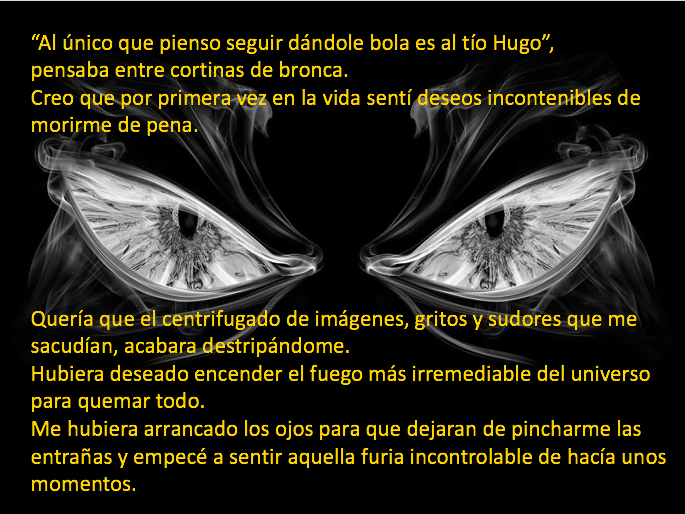 “Al único que pienso seguir dándole bola es al tío Hugo”,
pensaba entre cortinas de bronca.
Creo que por primera vez en la vida sentí deseos incontenibles de
morirme de pena.
Quería que el centrifugado de imágenes, gritos y sudores que me
sacudían, acabara destripándome.
Hubiera deseado encender el fuego más irremediable del universo
para quemar todo.
Me hubiera arrancado los ojos para que dejaran de pincharme las
entrañas y empecé a sentir aquella furia incontrolable de hacía unos
momentos.